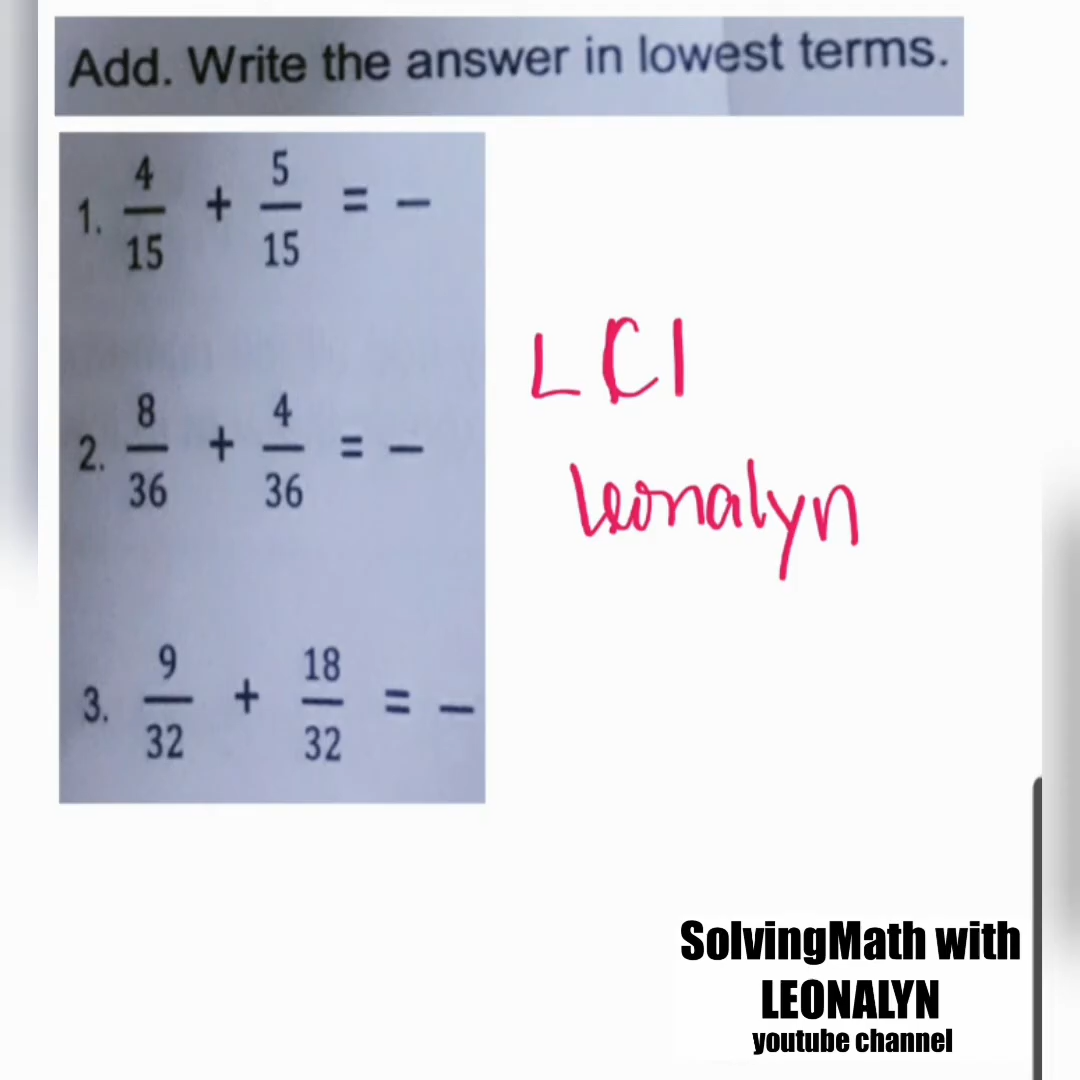 Add. Write the answer in lowest terms.
1. 4/15 + 5/15 = –
2. 8/36 + 4/36 = –
3. 9/32 + 18/32 = –
LCI
leonalyn
SolvingMath with
LEONALYN
youtube channel